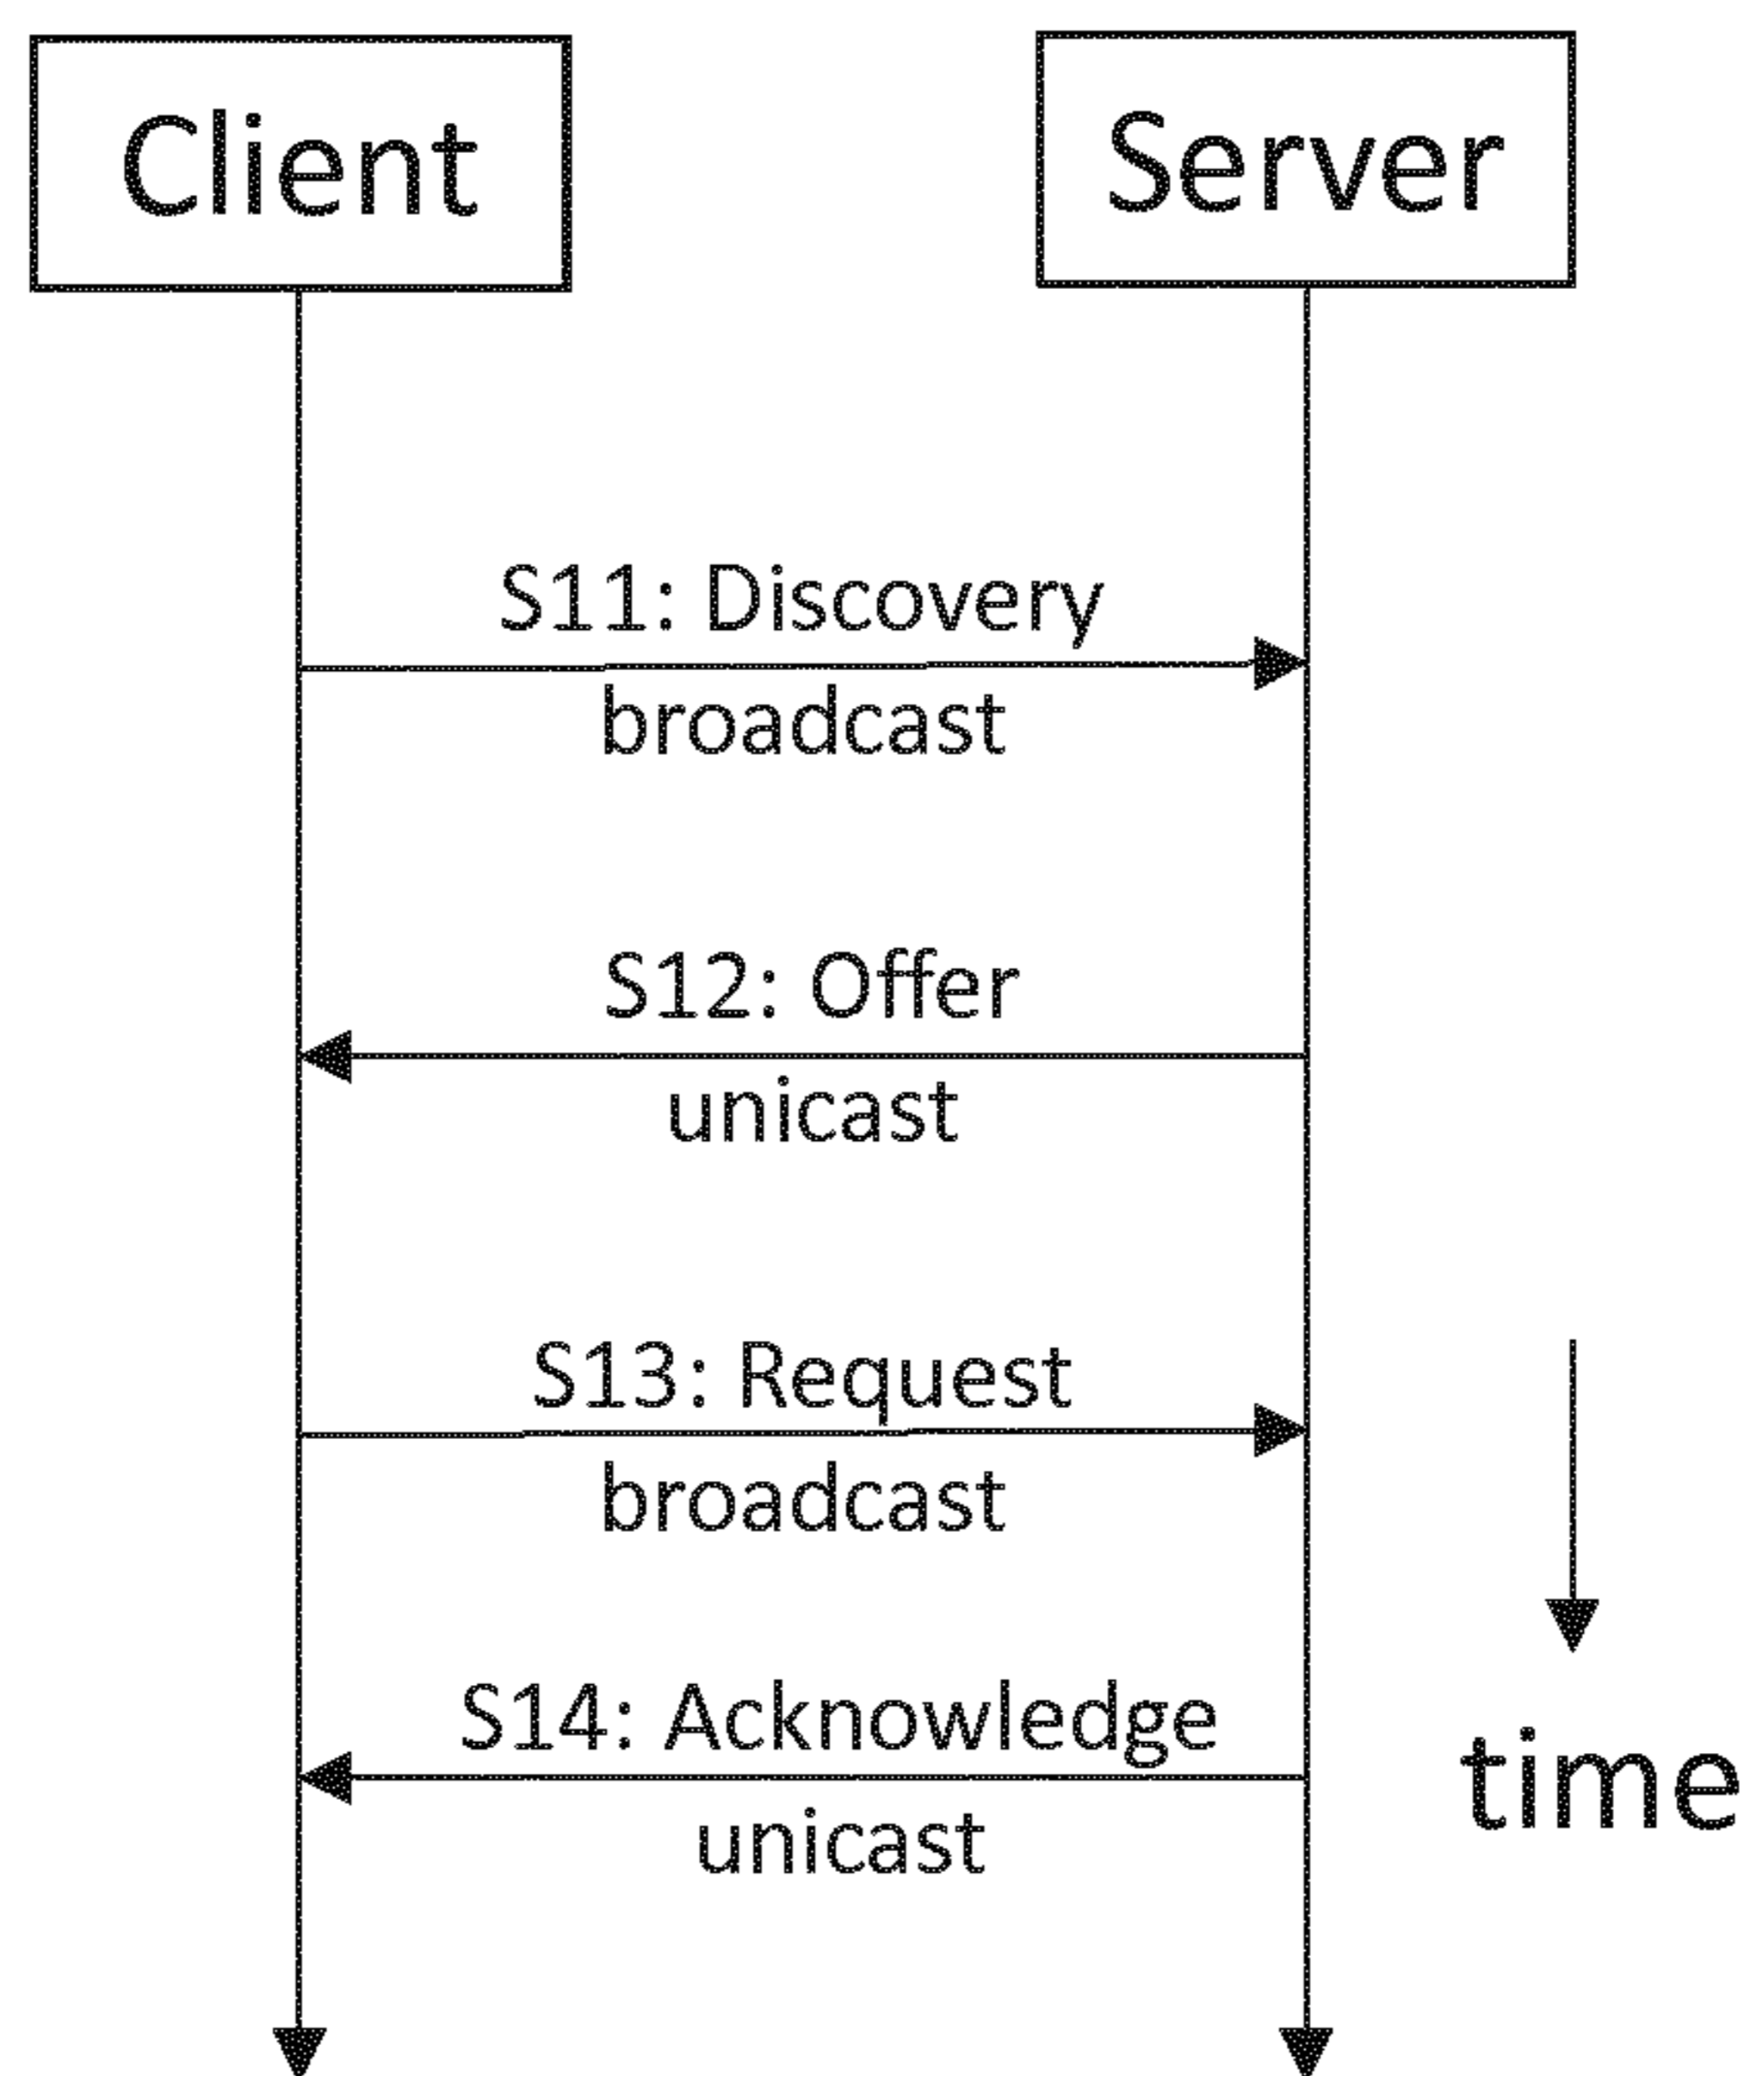 Client
Server
S11: Discovery
broadcast
S12: Offer
unicast
S13: Request
broadcast
S14: Acknowledge
unicast
time